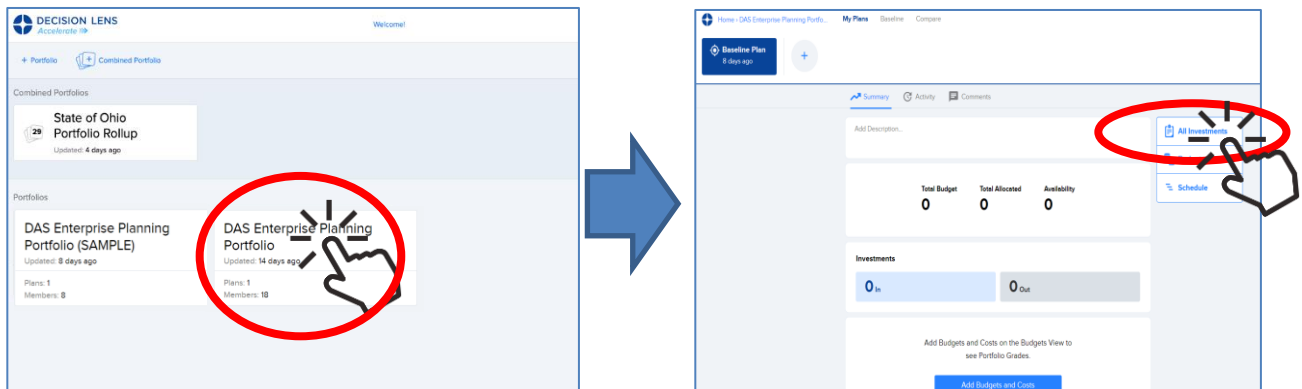 DECISION LENS
Accelerate
Welcome!
+ Portfolio
Combined Portfolio
Combined Portfolios
29
State of Ohio
Portfolio Rollup
Updated: 4 days ago
Portfolios
DAS Enterprise Planning
Portfolio (SAMPLE)
Updated: 8 days ago
Plans: 1
Members: 8
DAS Enterprise Planning
Portfolio
Updated: 14 days ago
Plans: 1
Members: 18
Home › DAS Enterprise Planning Portfo... My Plans Baseline Compare
Baseline Plan
8 days ago
+
Summary Activity Comments
Add Description...
All Investments
Schedule
Total Budget Total Allocated Availability
0 0 0
Investments
0 In 0 Out
Add Budgets and Costs on the Budgets View to
see Portfolio Grades.
Add Budgets and Costs